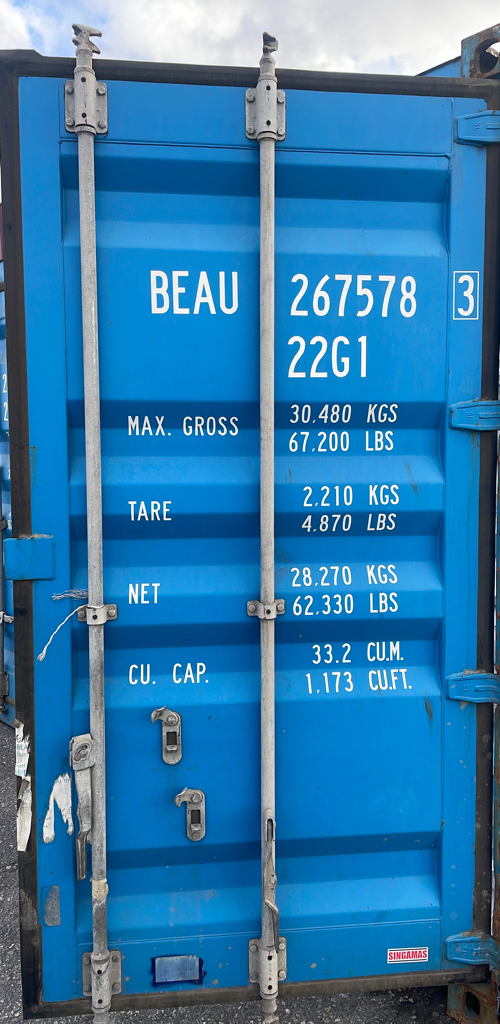 BEAU 267578 3
22G1
MAX. GROSS 30,480 KGS
67,200 LBS
TARE 2,210 KGS
4,870 LBS
NET 28,270 KGS
62,330 LBS
CU. CAP. 33.2 CU.M.
1,173 CU.FT.
SINGAMAS